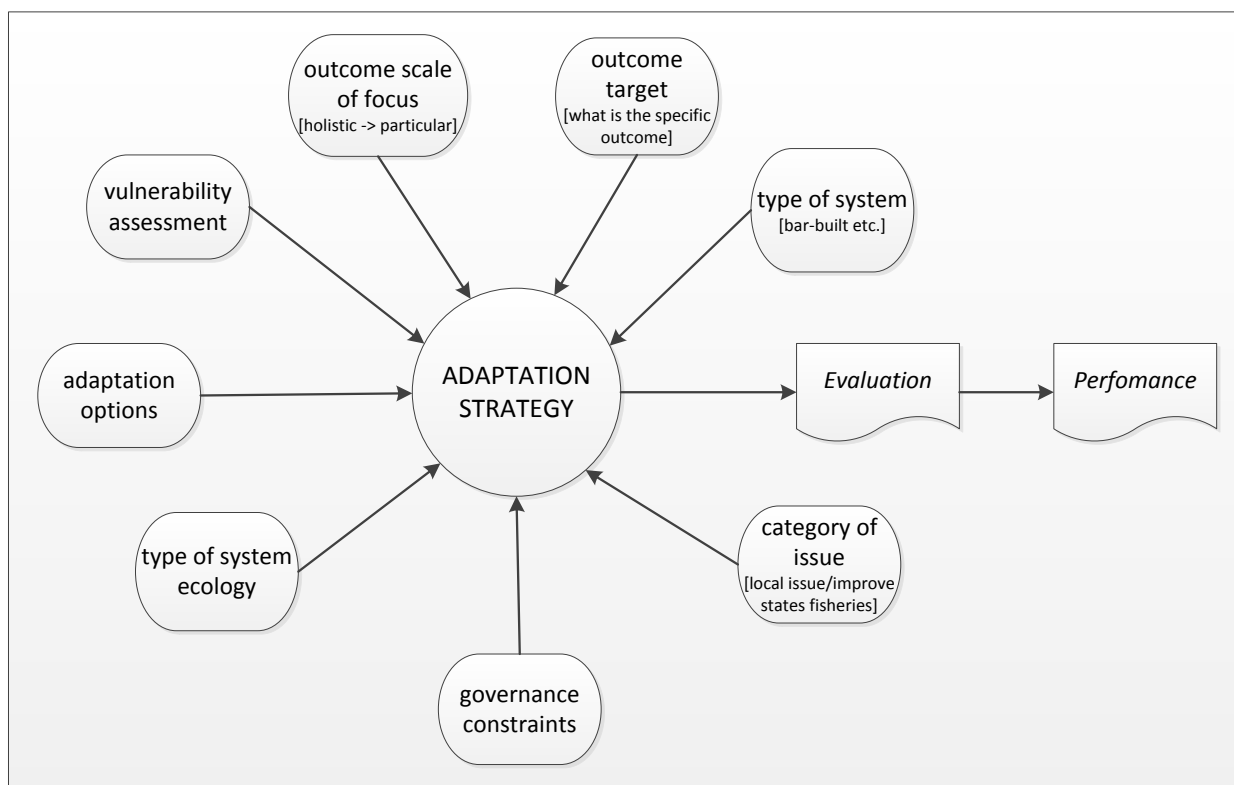 outcome scale
of focus
[holistic -> particular]
outcome
target
[what is the specific
outcome]
vulnerability
assessment
type of system
[bar-built etc.]
adaptation
options
ADAPTATION
STRATEGY
Evaluation
Perfomance
type of system
ecology
category of
issue
[local issue/improve
states fisheries]
governance
constraints